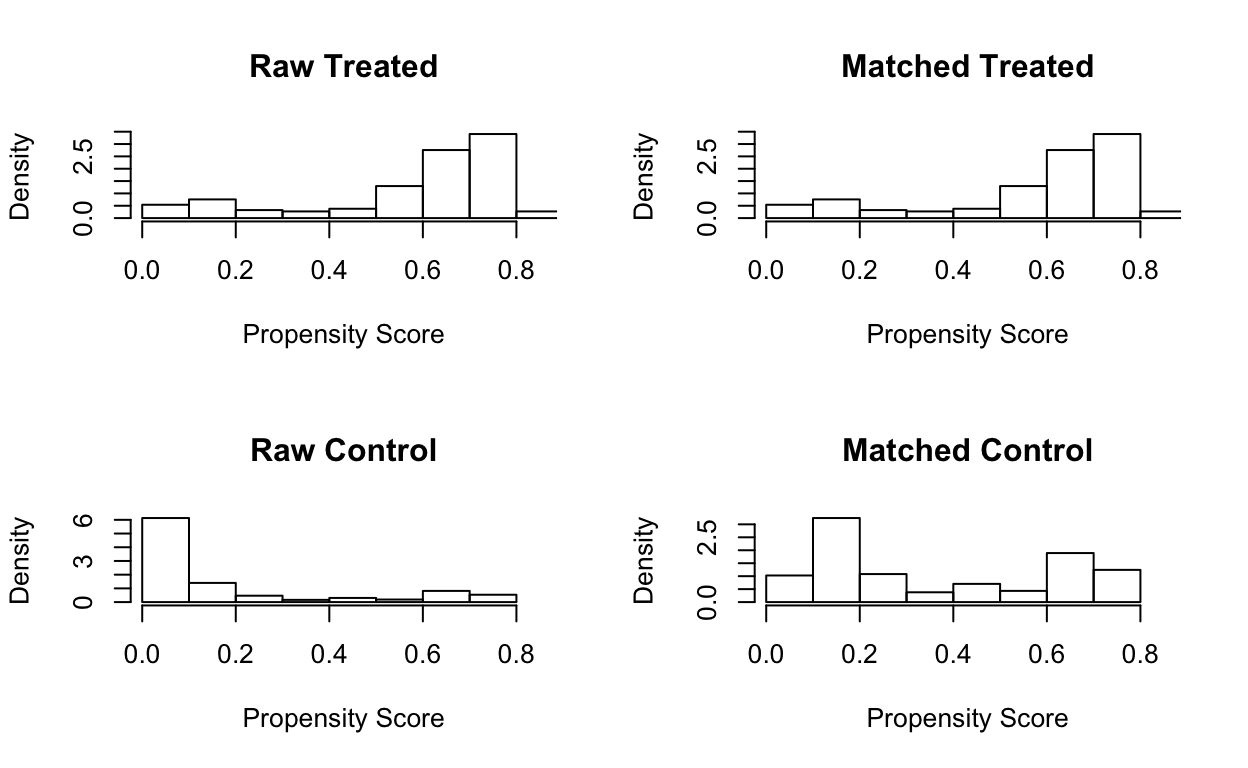 Raw Treated
Density
0.0 2.5
0.0 0.2 0.4 0.6 0.8
Propensity Score
Matched Treated
Density
0.0 2.5
0.0 0.2 0.4 0.6 0.8
Propensity Score
Raw Control
Density
0 3 6
0.0 0.2 0.4 0.6 0.8
Propensity Score
Matched Control
Density
0.0 2.5
0.0 0.2 0.4 0.6 0.8
Propensity Score